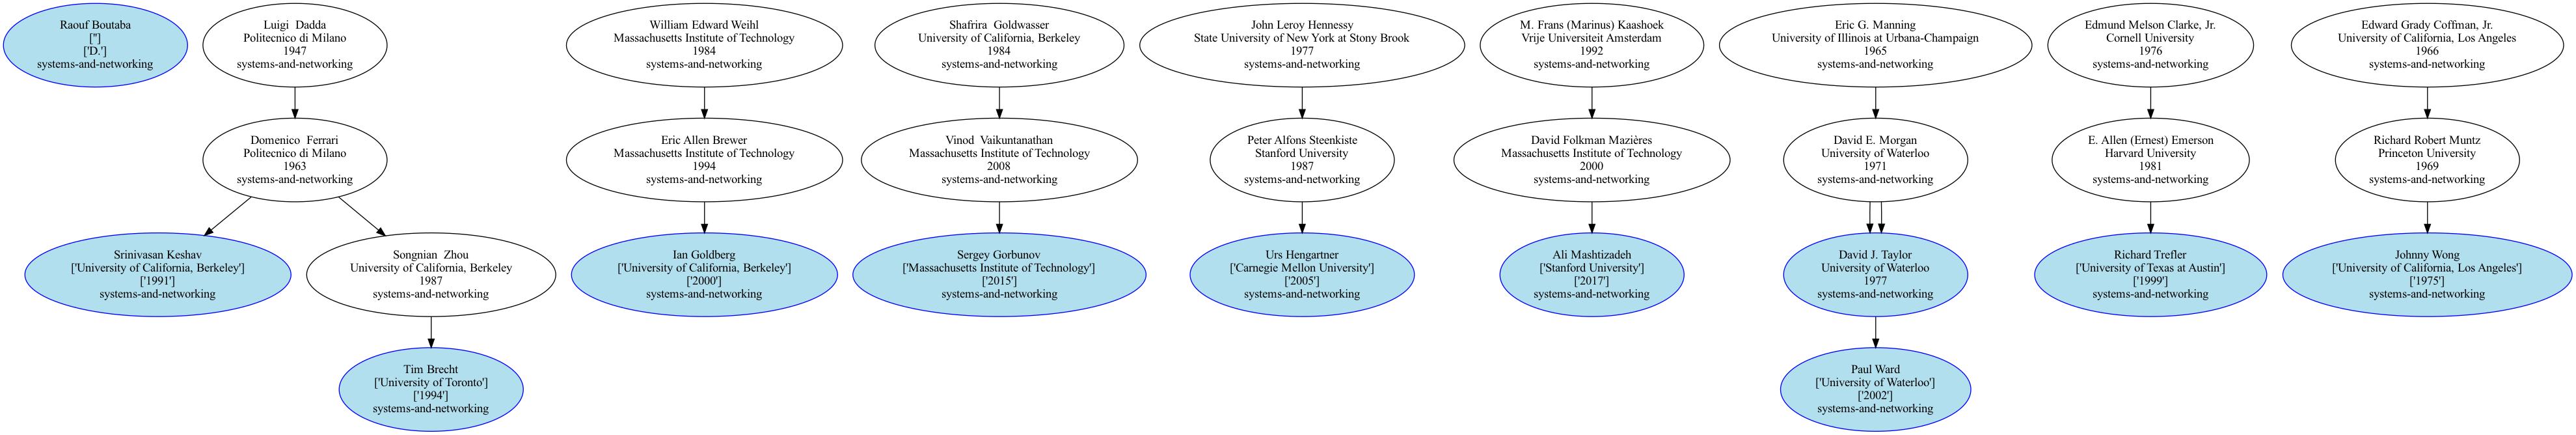 Raouf Boutaba
['']
['D.']
systems-and-networking
Luigi  Dadda
Politecnico di Milano
1947
systems-and-networking
William Edward Weihl
Massachusetts Institute of Technology
1984
systems-and-networking
Shafrira  Goldwasser
University of California, Berkeley
1984
systems-and-networking
John Leroy Hennessy
State University of New York at Stony Brook
1977
systems-and-networking
M. Frans (Marinus) Kaashoek
Vrije Universiteit Amsterdam
1992
systems-and-networking
Eric G. Manning
University of Illinois at Urbana-Champaign
1965
systems-and-networking
Edmund Melson Clarke, Jr.
Cornell University
1976
systems-and-networking
Edward Grady Coffman, Jr.
University of California, Los Angeles
1966
systems-and-networking
Domenico  Ferrari
Politecnico di Milano
1963
systems-and-networking
Eric Allen Brewer
Massachusetts Institute of Technology
1994
systems-and-networking
Vinod  Vaikuntanathan
Massachusetts Institute of Technology
2008
systems-and-networking
Peter Alfons Steenkiste
Stanford University
1987
systems-and-networking
David Folkman Mazières
Massachusetts Institute of Technology
2000
systems-and-networking
David E. Morgan
University of Waterloo
1971
systems-and-networking
E. Allen (Ernest) Emerson
Harvard University
1981
systems-and-networking
Richard Robert Muntz
Princeton University
1969
systems-and-networking
Srinivasan Keshav
['University of California, Berkeley']
['1991']
systems-and-networking
Songnian  Zhou
University of California, Berkeley
1987
systems-and-networking
Ian Goldberg
['University of California, Berkeley']
['2000']
systems-and-networking
Sergey Gorbunov
['Massachusetts Institute of Technology']
['2015']
systems-and-networking
Urs Hengartner
['Carnegie Mellon University']
['2005']
systems-and-networking
Ali Mashtizadeh
['Stanford University']
['2017']
systems-and-networking
David J. Taylor
University of Waterloo
1977
systems-and-networking
Richard Trefler
['University of Texas at Austin']
['1999']
systems-and-networking
Johnny Wong
['University of California, Los Angeles']
['1975']
systems-and-networking
Tim Brecht
['University of Toronto']
['1994']
systems-and-networking
Paul Ward
['University of Waterloo']
['2002']
systems-and-networking